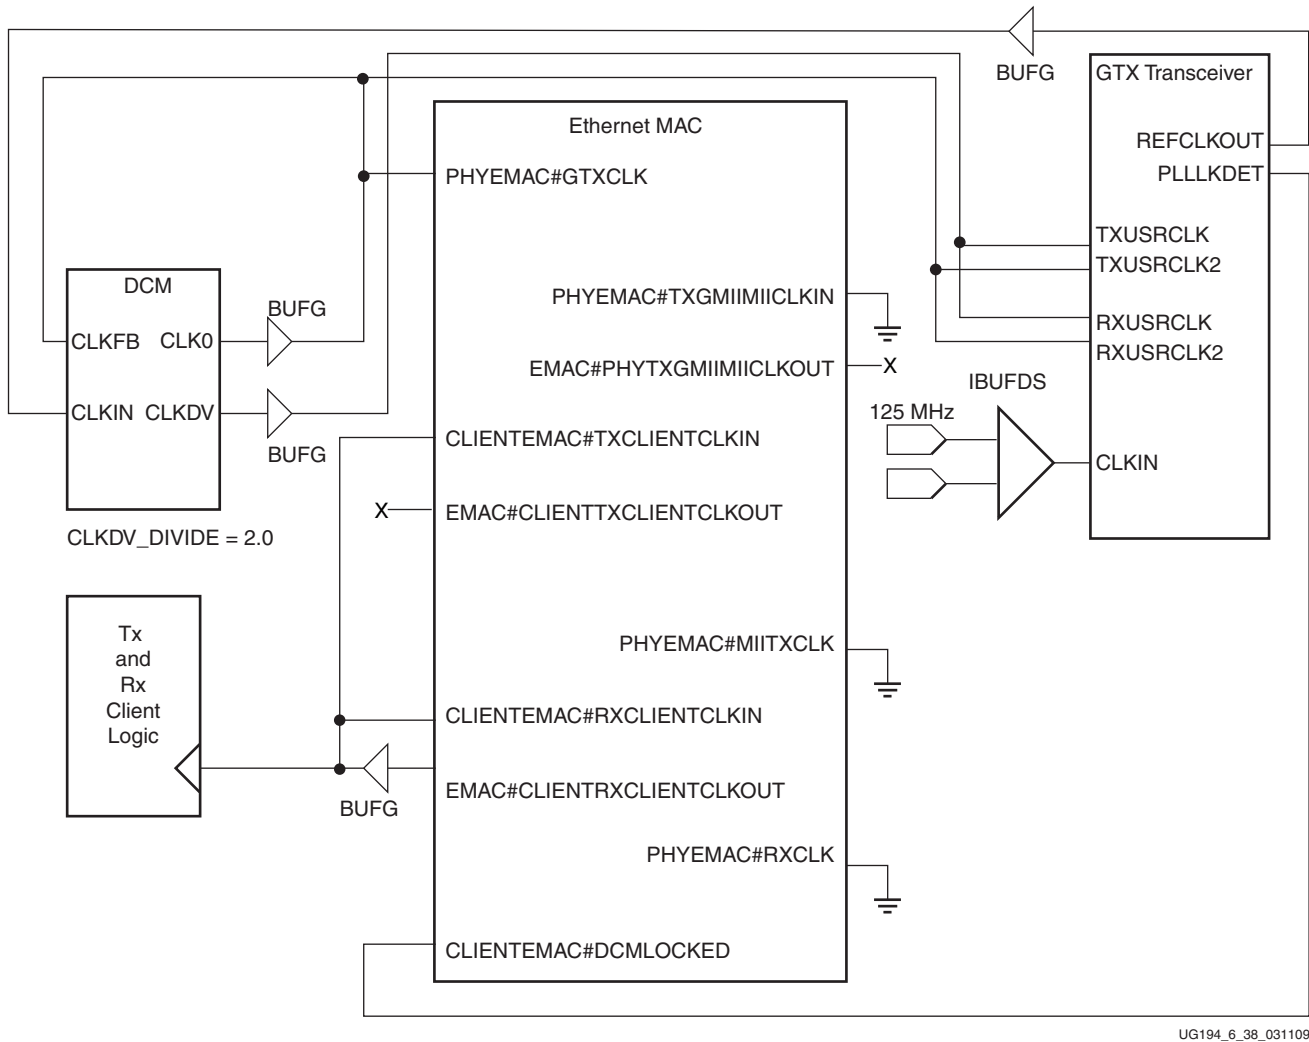 BUFG
GTX Transceiver
REFCLKOUT
PLLLKDET
TXUSRCLK
TXUSRCLK2
RXUSRCLK
RXUSRCLK2
CLKIN
Ethernet MAC
PHYEMAC#GTXCLK
PHYEMAC#TXGMIIMIICLKIN
EMAC#PHYTXGMIIMIICLKOUT
X
CLIENTEMAC#TXCLIENTCLKIN
X
EMAC#CLIENTTXCLIENTCLKOUT
PHYEMAC#MIITXCLK
CLIENTEMAC#RXCLIENTCLKIN
EMAC#CLIENTRXCLIENTCLKOUT
PHYEMAC#RXCLK
CLIENTEMAC#DCMLOCKED
DCM
CLKFB CLK0
CLKIN CLKDV
BUFG
BUFG
CLKDV_DIVIDE = 2.0
IBUFDS
125 MHz
Tx
and
Rx
Client
Logic
BUFG
UG194_6_38_031109